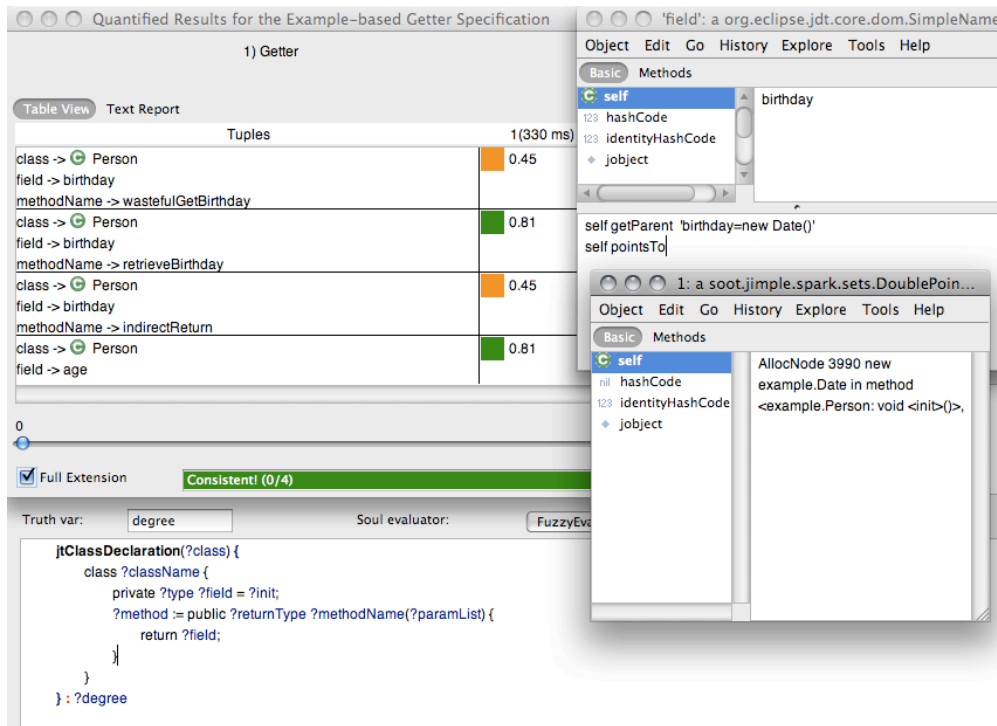 Quantified Results for the Example-based Getter Specification
1) Getter
Table View Text Report
Tuples 1(330 ms)
class -> C Person 0.45
field -> birthday
methodName -> wastefulGetBirthday
class -> C Person 0.81
field -> birthday
methodName -> retrieveBirthday
class -> C Person 0.45
field -> birthday
methodName -> indirectReturn
class -> C Person 0.81
field -> age
0
Full Extension Consistent! (0/4)
Truth var: degree Soul evaluator:
jtClassDeclaration(?class) {
class ?className {
private ?type ?field = ?init;
?method := public ?returnType ?methodName(?paramList) {
return ?field;
}
}
} : ?degree
'field': a org.eclipse.jdt.core.dom.SimpleName
Object Edit Go History Explore Tools Help
Basic Methods
C self birthday
123 hashCode
123 identityHashCode
jobject
self getParent 'birthday=new Date()'
self pointsTo
1: a soot.jimple.spark.sets.DoublePoin...
Object Edit Go History Explore Tools Help
Basic Methods
C self AllocNode 3990 new
nil hashCode example.Date in method
123 identityHashCode <example.Person: void <init>()>,
jobject